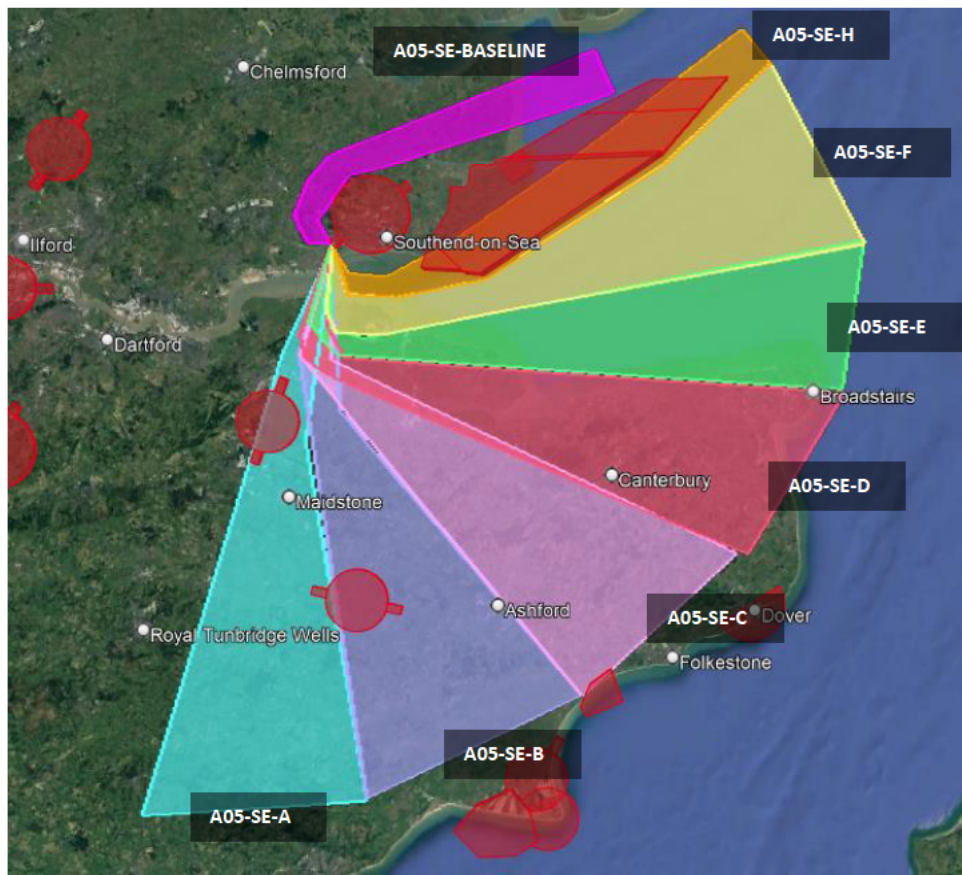 A05-SE-BASELINE
A05-SE-H
Chelmsford
A05-SE-F
Ilford
Southend-on-Sea
A05-SE-E
Dartford
Broadstairs
Canterbury
A05-SE-D
Maidstone
Ashford
A05-SE-C
Dover
Royal Tunbridge Wells
Folkestone
A05-SE-B
A05-SE-A